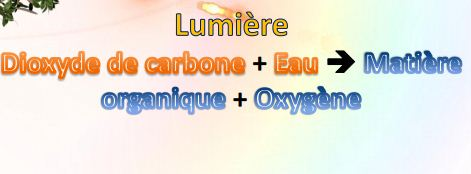 Lumière
Dioxyde de carbone + Eau 🡺 Matière
organique + Oxygène